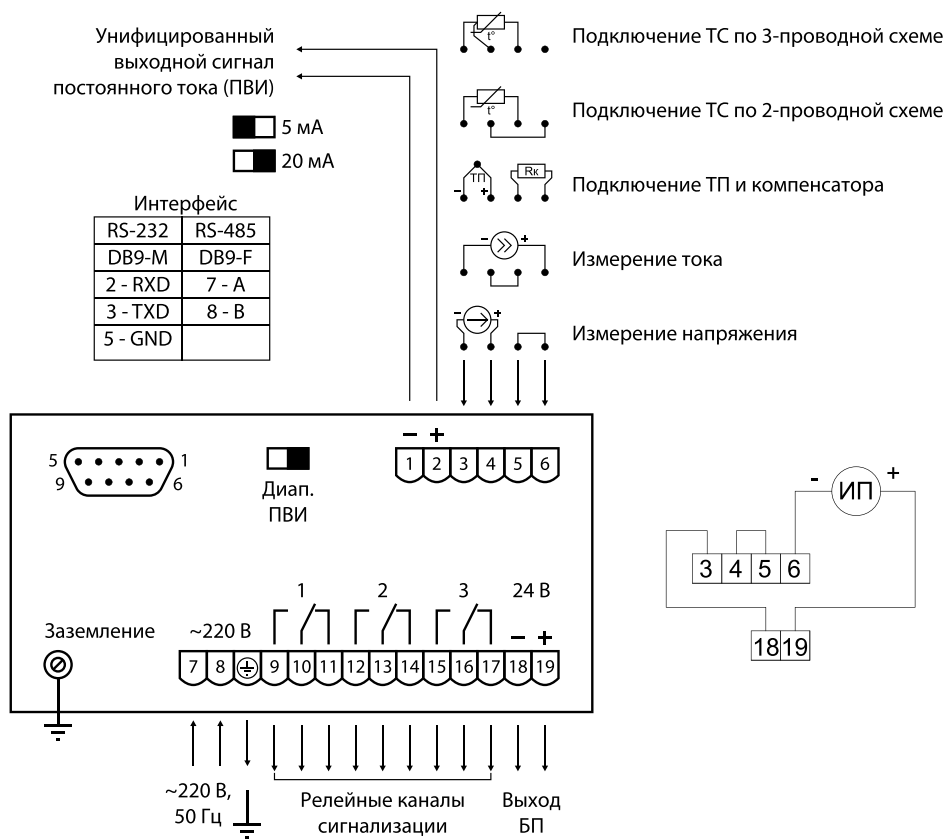 Унифицированный
выходной сигнал
постоянного тока (ПВИ)
5 мА
20 мА
Интерфейс
RS-232 RS-485
DB9-M DB9-F
2 - RXD 7 - A
3 - TXD 8 - B
5 - GND
t°
Подключение ТС по 3-проводной схеме
t°
Подключение ТС по 2-проводной схеме
ТП
- +
Rк
Подключение ТП и компенсатора
- +
Измерение тока
- +
Измерение напряжения
5 1
9 6
Диап.
ПВИ
- +
1 2 3 4 5 6
Заземление
~220 В
1 2 3
24 В
- +
7 8 9 10 11 12 13 14 15 16 17 18 19
~220 В,
50 Гц
Релейные каналы
сигнализации
Выход
БП
- ИП +
3 4 5 6
18 19